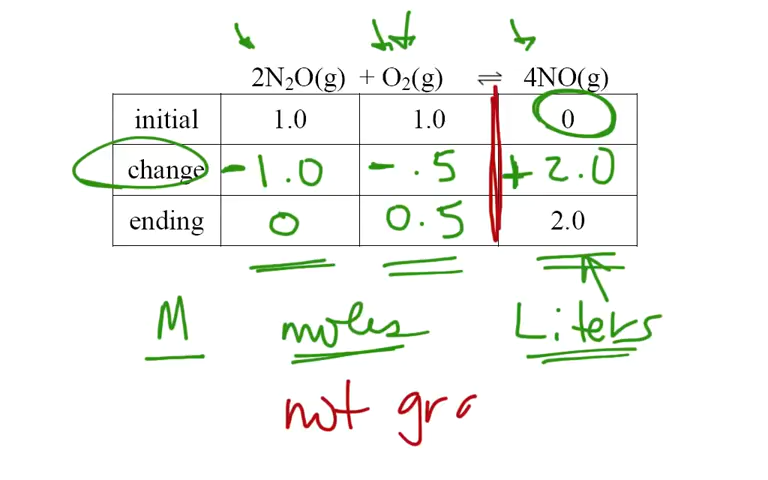 2N₂O(g) + O₂(g) ⇌ 4NO(g)
initial 1.0 1.0 0
change -1.0 -.5 +2.0
ending 0 0.5 2.0
M moles Liters
not gra